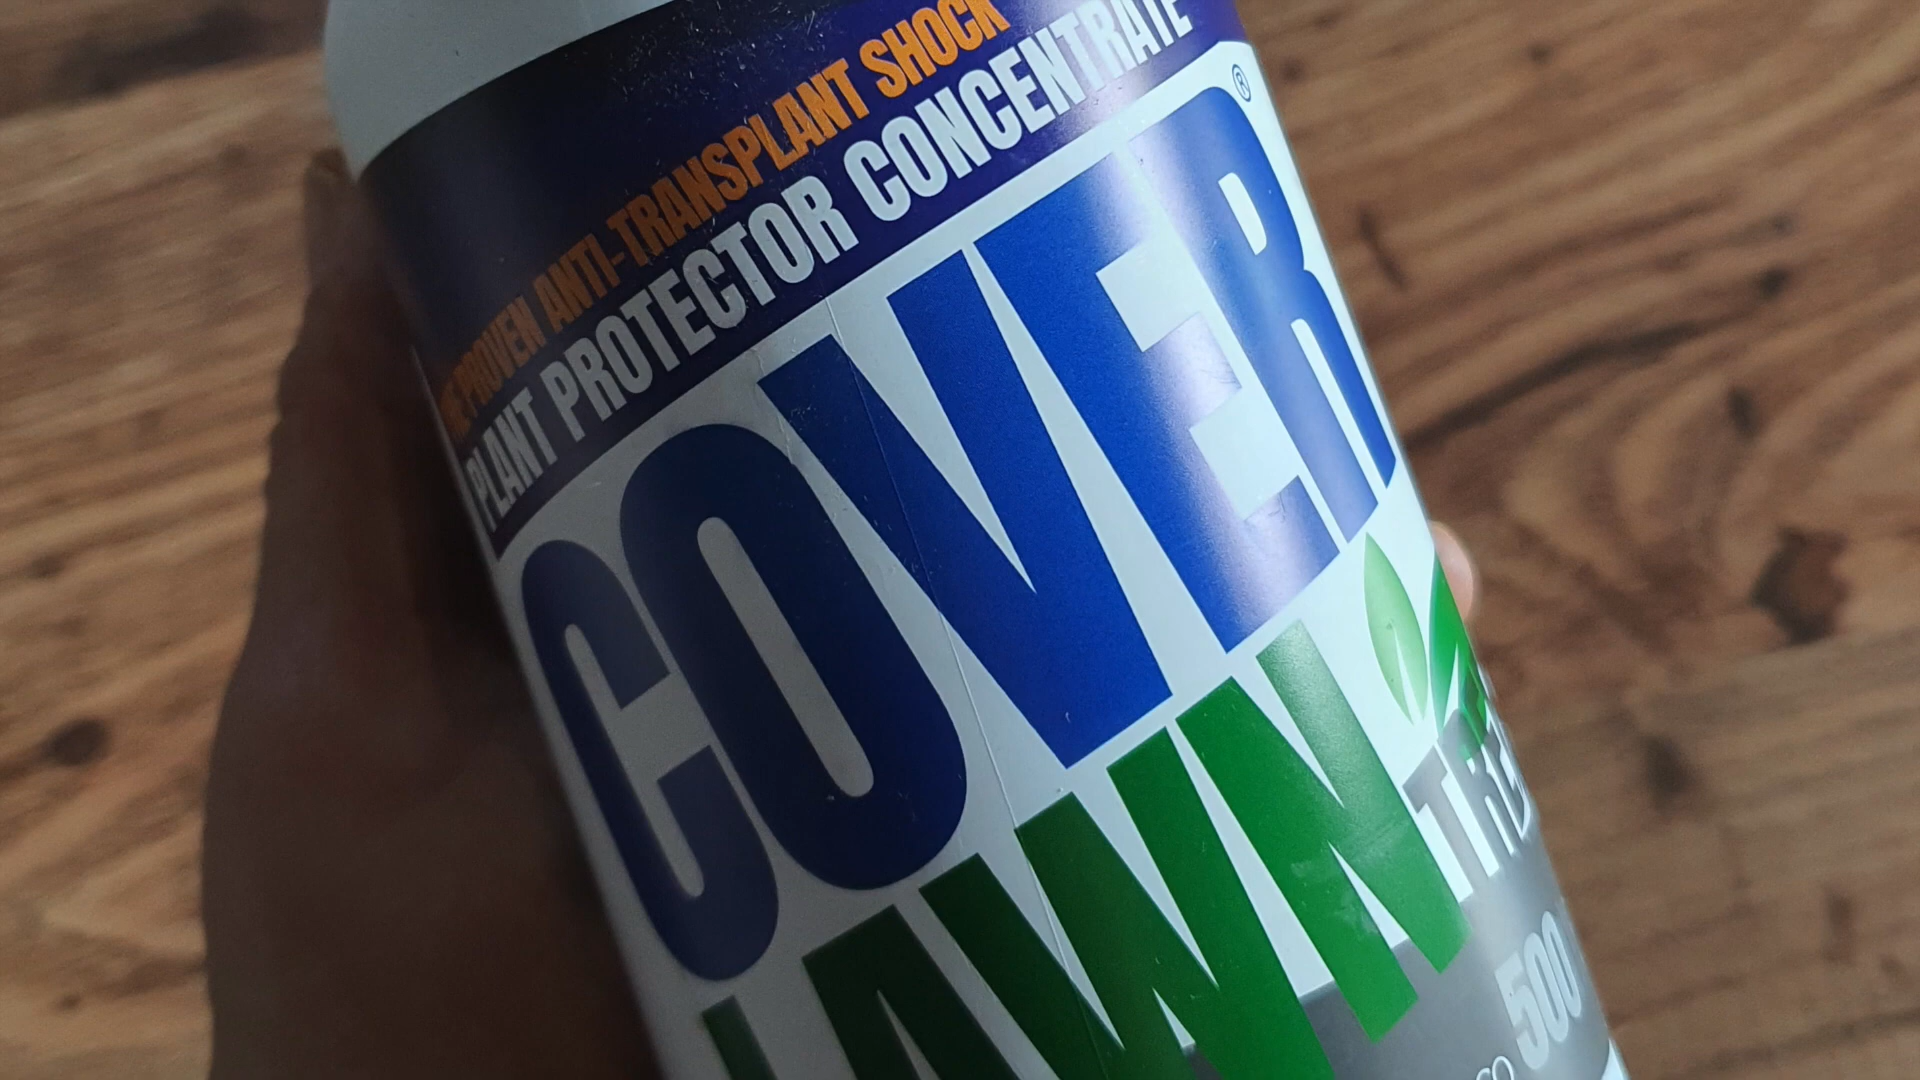 PROVEN ANTI-TRANSPLANT SHOCK
PLANT PROTECTOR CONCENTRATE
COVER®
LAWN
500